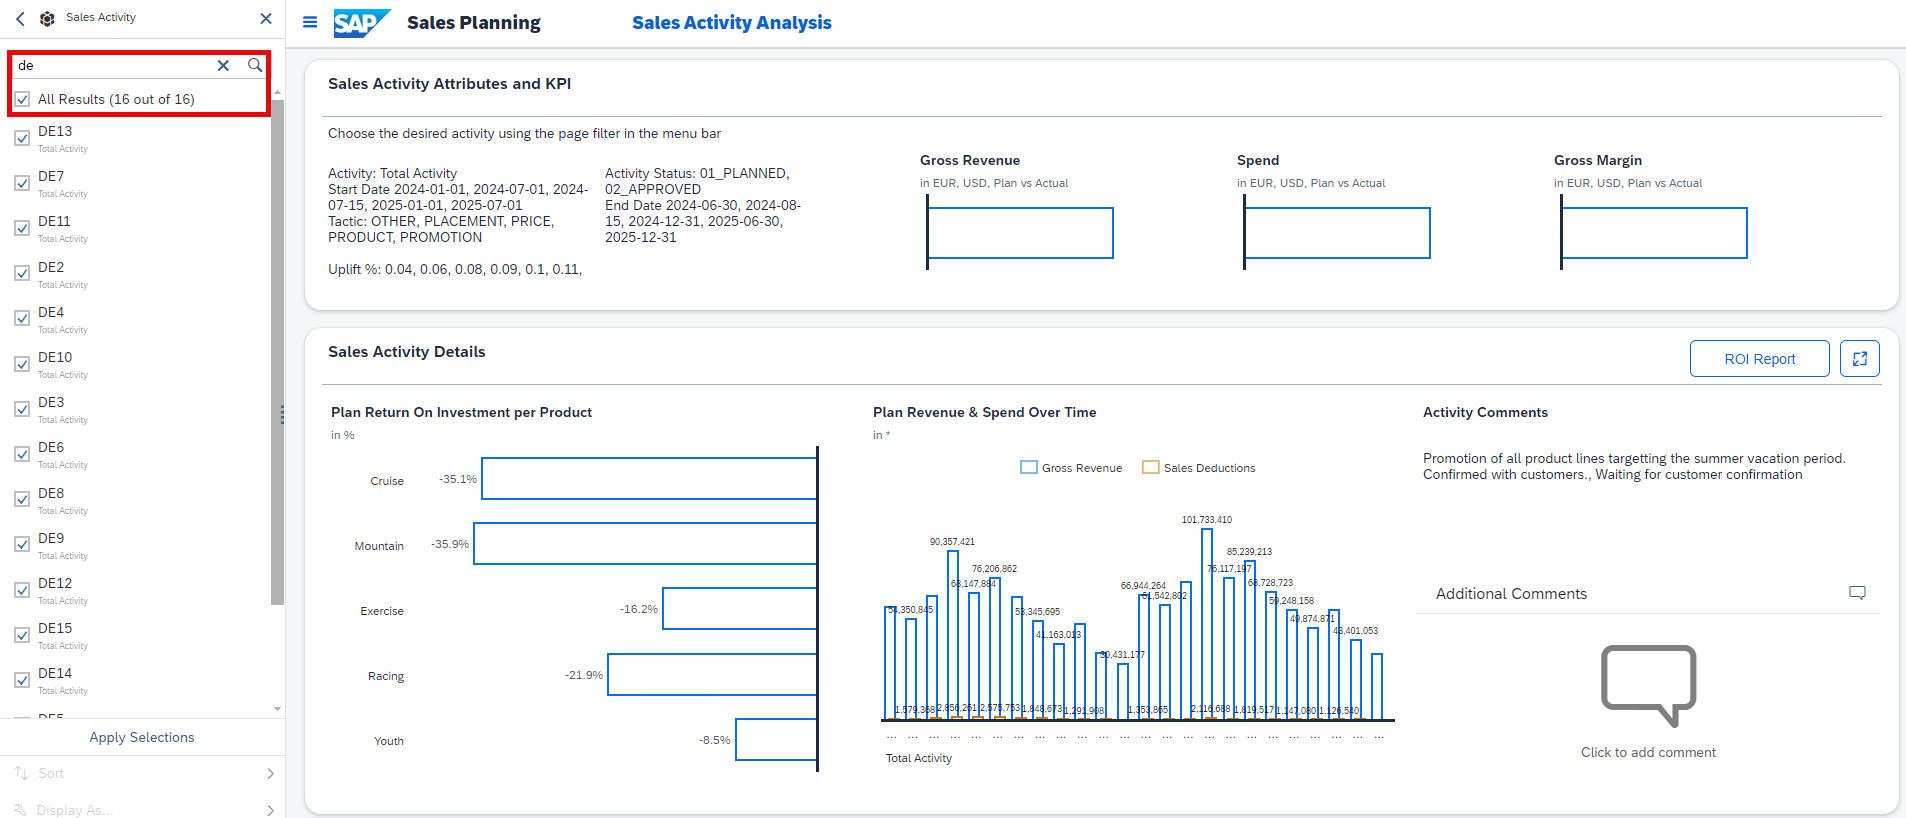 Sales Activity
de
All Results (16 out of 16)
DE13
Total Activity
DE7
Total Activity
DE11
Total Activity
DE2
Total Activity
DE4
Total Activity
DE10
Total Activity
DE3
Total Activity
DE6
Total Activity
DE8
Total Activity
DE9
Total Activity
DE12
Total Activity
DE15
Total Activity
DE14
Total Activity
Apply Selections
Sort
Display As...
SAP
Sales Planning
Sales Activity Analysis
Sales Activity Attributes and KPI
Choose the desired activity using the page filter in the menu bar
Activity: Total Activity
Start Date 2024-01-01, 2024-07-01, 2024-
07-15, 2025-01-01, 2025-07-01
Tactic: OTHER, PLACEMENT, PRICE,
PRODUCT, PROMOTION
Uplift %: 0.04, 0.06, 0.08, 0.09, 0.1, 0.11,
Activity Status: 01_PLANNED,
02_APPROVED
End Date 2024-06-30, 2024-08-
15, 2024-12-31, 2025-06-30,
2025-12-31
Gross Revenue
in EUR, USD, Plan vs Actual
Spend
in EUR, USD, Plan vs Actual
Gross Margin
in EUR, USD, Plan vs Actual
Sales Activity Details
ROI Report
Plan Return On Investment per Product
in %
Cruise
-35.1%
Mountain
-35.9%
Exercise
-16.2%
Racing
-21.9%
Youth
-8.5%
Plan Revenue & Spend Over Time
in *
Gross Revenue
Sales Deductions
54,350,845
90,357,421
68,147,884
76,206,862
53,345,695
41,163,013
30,431,177
66,944,264
61,542,802
101,733,410
76,117,197
85,239,213
68,728,723
59,248,158
49,874,871
43,401,053
1,579,368
2,856,261
2,575,753
1,848,673
1,291,908
1,353,865
2,116,688
1,819,517
1,147,080
1,126,540
... ... ... ... ... ... ... ... ... ... ... ... ... ... ... ... ... ... ... ... ... ... ... ...
Total Activity
Activity Comments
Promotion of all product lines targetting the summer vacation period.
Confirmed with customers., Waiting for customer confirmation
Additional Comments
Click to add comment